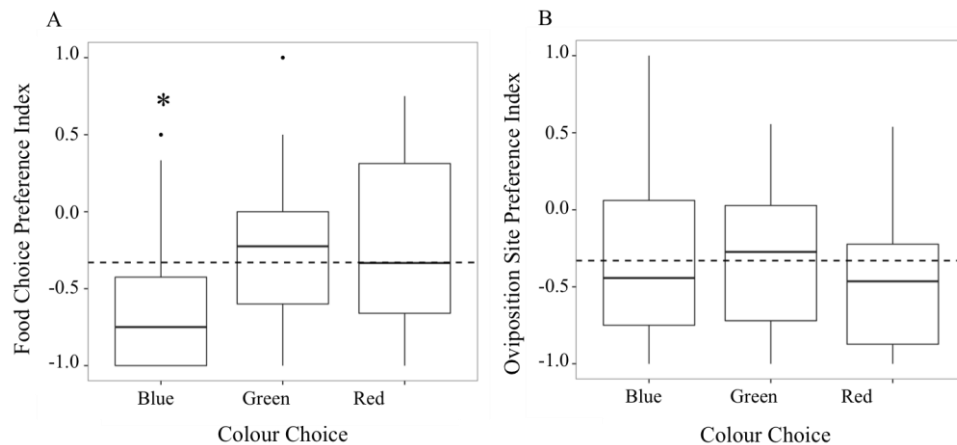 A
Food Choice Preference Index
1.0
0.5
0.0
-0.5
-1.0
*
Blue Green Red
Colour Choice
B
Oviposition Site Preference Index
1.0
0.5
0.0
-0.5
-1.0
Blue Green Red
Colour Choice